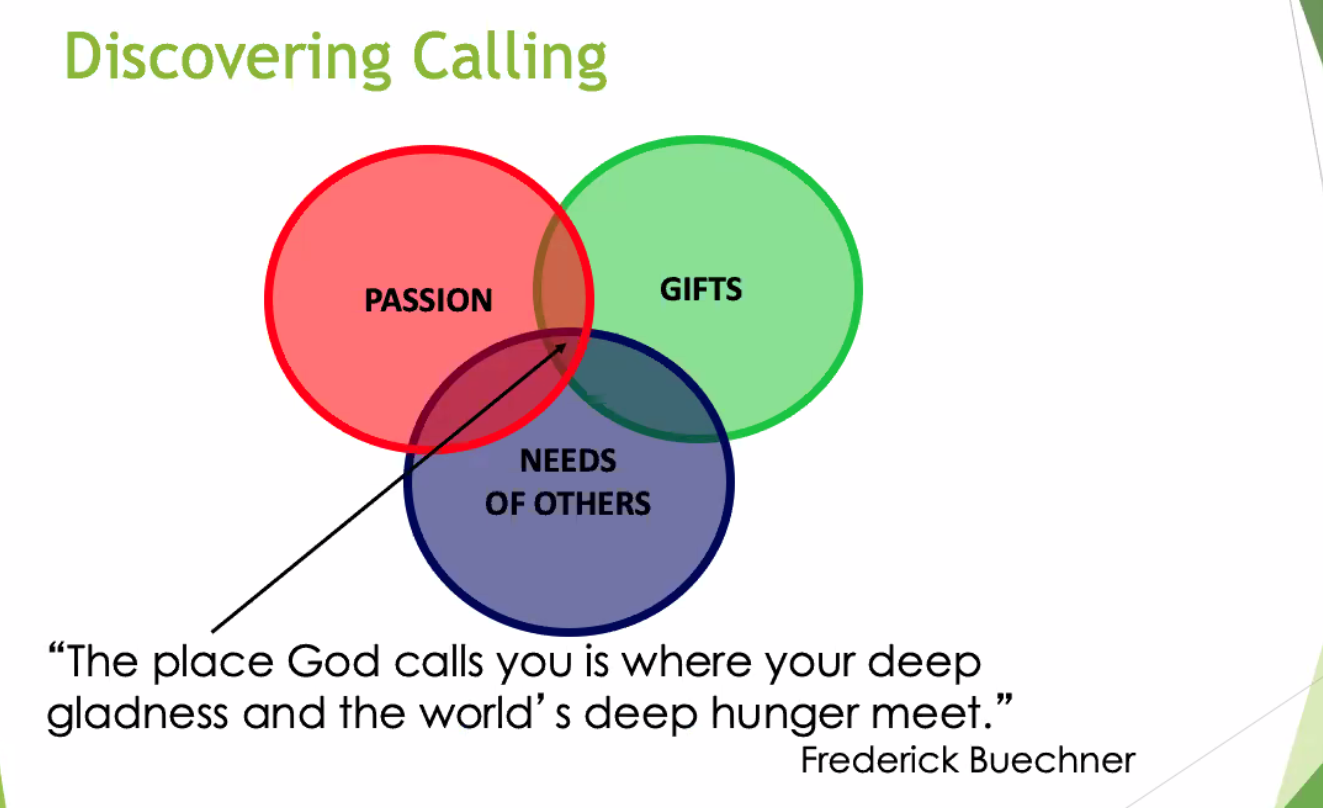 Discovering Calling
PASSION
GIFTS
NEEDS
OF OTHERS
“The place God calls you is where your deep
gladness and the world’s deep hunger meet.”
Frederick Buechner